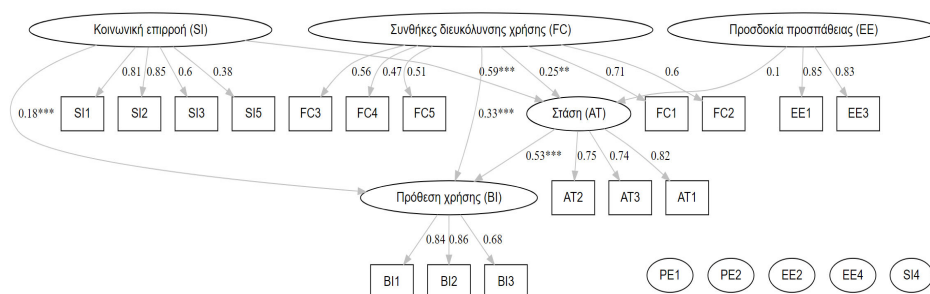 Κοινωνική επιρροή (SI) Συνθήκες διευκόλυνσης χρήσης (FC) Προσδοκία προσπάθειας (EE)
0.81 0.85 0.6 0.38 0.56 0.47 0.51 0.59*** 0.25** 0.71 0.6 0.1 0.85 0.83
0.18*** SI1 SI2 SI3 SI5 FC3 FC4 FC5 0.33*** Στάση (AT) FC1 FC2 EE1 EE3
0.53*** 0.75 0.74 0.82
Πρόθεση χρήσης (BI) AT2 AT3 AT1
0.84 0.86 0.68
BI1 BI2 BI3 PE1 PE2 EE2 EE4 SI4